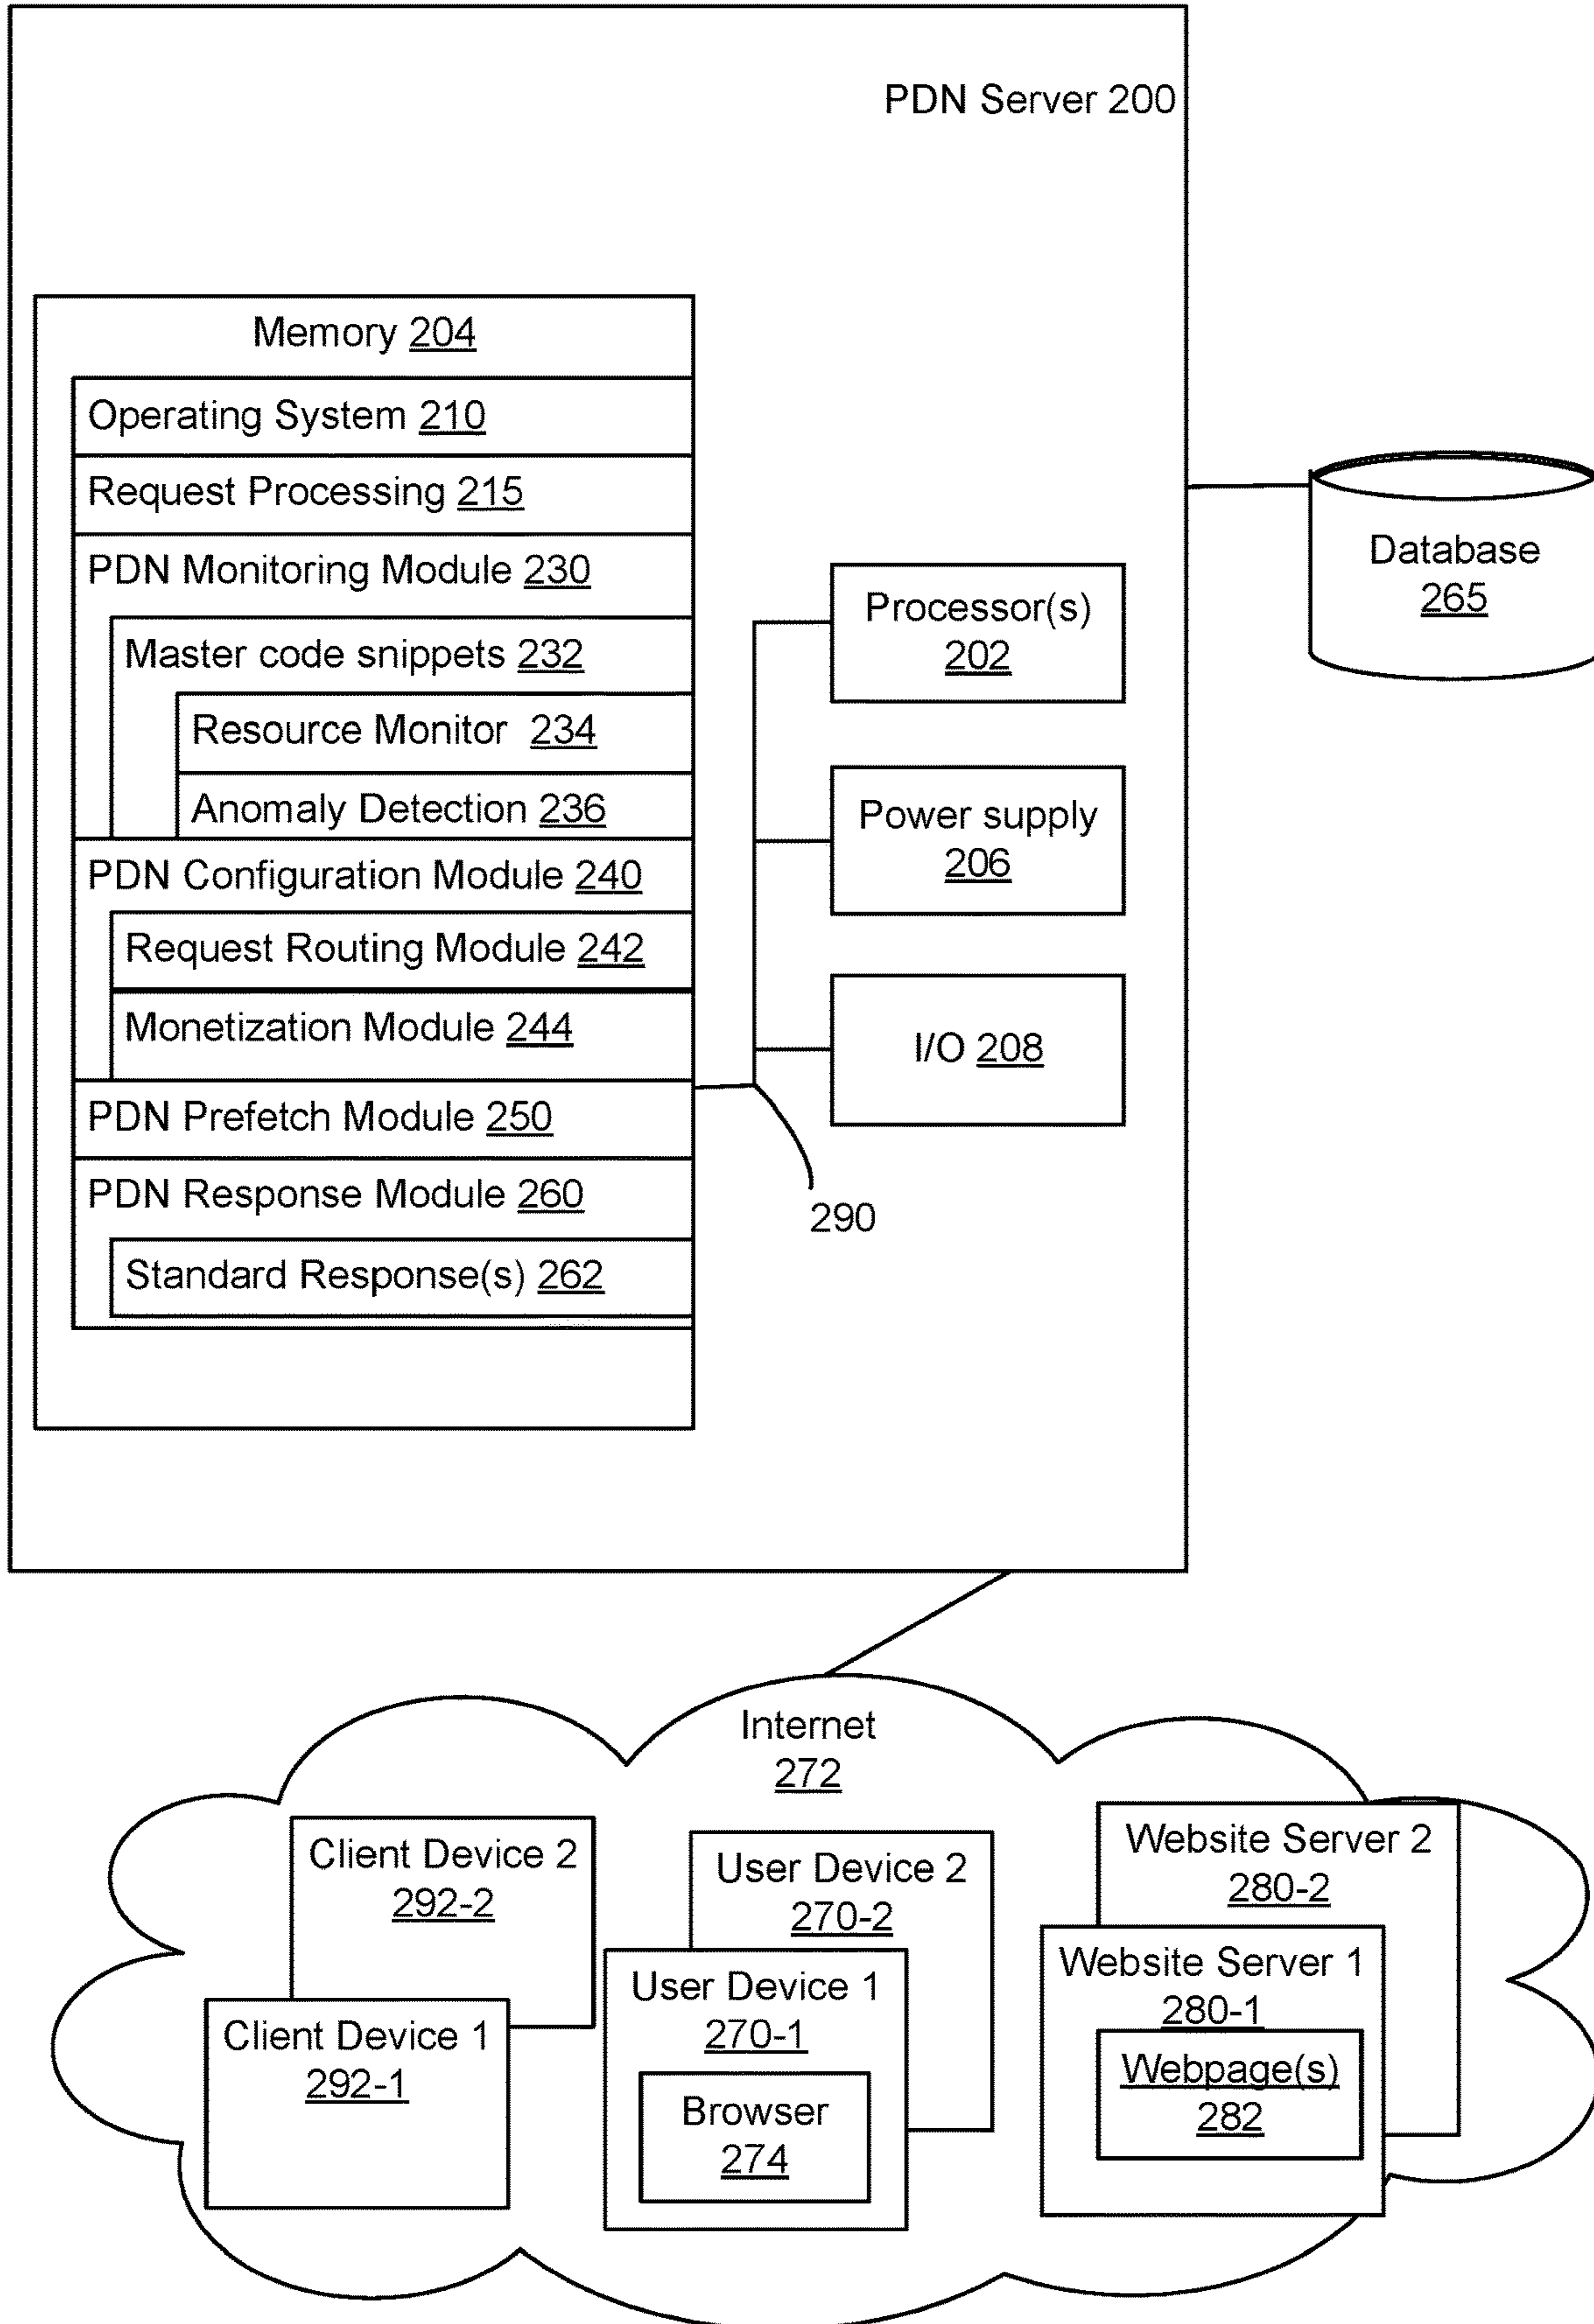 PDN Server 200
Memory 204
Operating System 210
Request Processing 215
PDN Monitoring Module 230
Master code snippets 232
Resource Monitor 234
Anomaly Detection 236
PDN Configuration Module 240
Request Routing Module 242
Monetization Module 244
PDN Prefetch Module 250
PDN Response Module 260
Standard Response(s) 262
Processor(s)
202
Power supply
206
I/O 208
290
Database
265
Internet
272
Client Device 2
292-2
Client Device 1
292-1
User Device 2
270-2
User Device 1
270-1
Browser
274
Website Server 2
280-2
Website Server 1
280-1
Webpage(s)
282